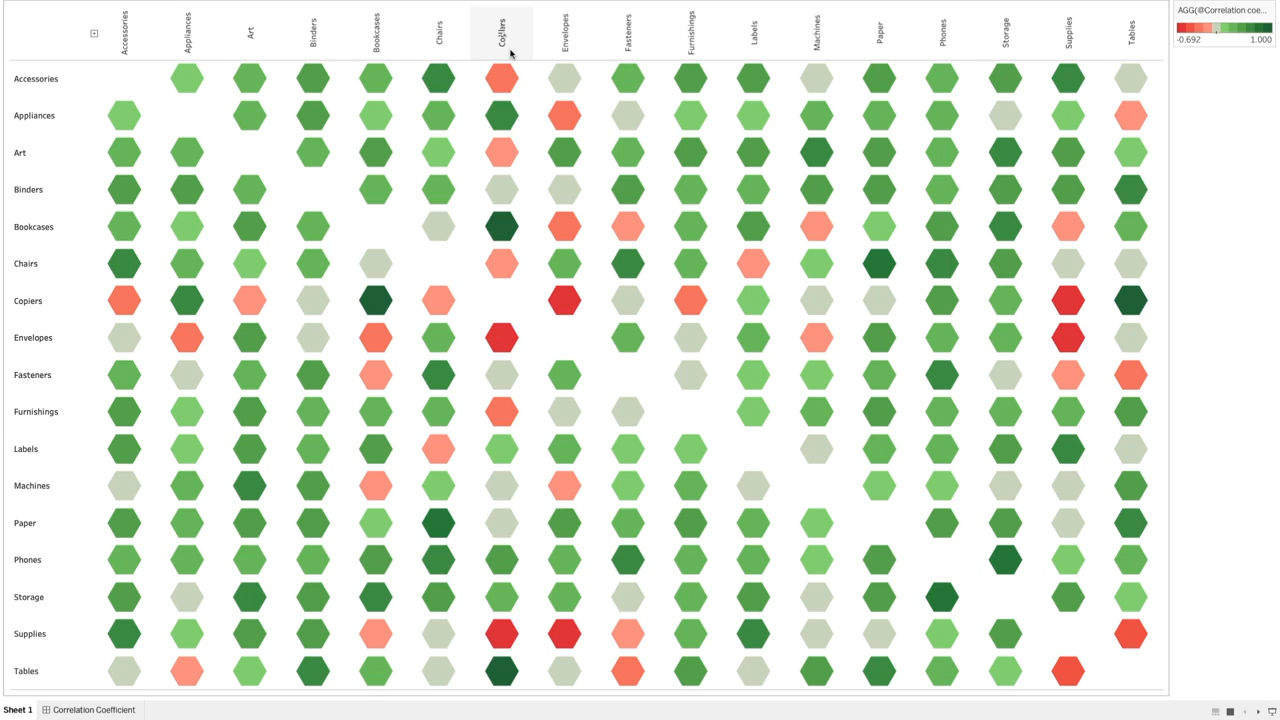 Accessories
Appliances
Art
Binders
Bookcases
Chairs
Copiers
Envelopes
Fasteners
Furnishings
Labels
Machines
Paper
Phones
Storage
Supplies
Tables
AGG(@Correlation coe...
-0.692 1.000
Accessories
Appliances
Art
Binders
Bookcases
Chairs
Copiers
Envelopes
Fasteners
Furnishings
Labels
Machines
Paper
Phones
Storage
Supplies
Tables
Sheet 1 Correlation Coefficient